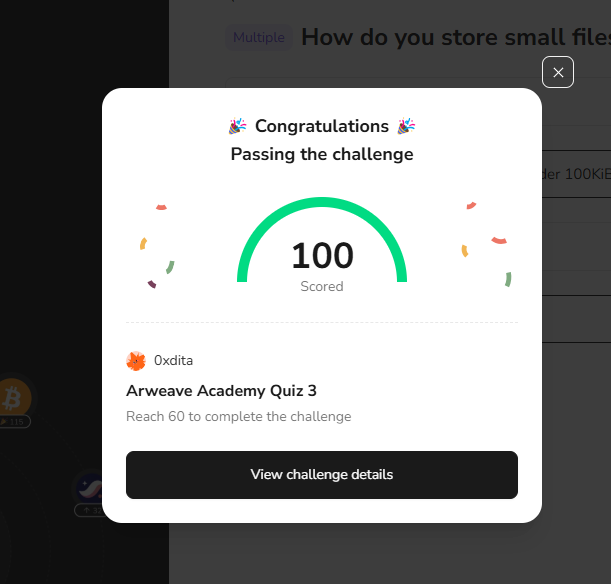 Multiple How do you store small files
Congratulations
Passing the challenge
der 100KiB
100
Scored
0xdita
Arweave Academy Quiz 3
116
Reach 60 to complete the challenge
View challenge details